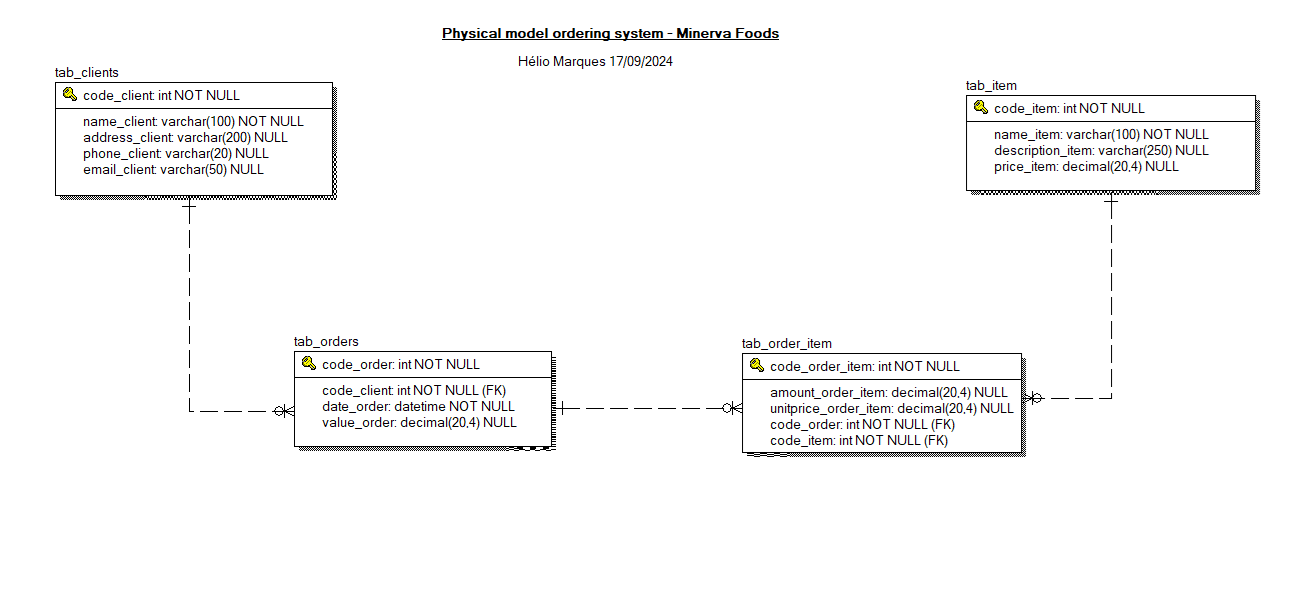 Physical model ordering system - Minerva Foods
Hélio Marques 17/09/2024
tab_clients
code_client: int NOT NULL
name_client: varchar(100) NOT NULL
address_client: varchar(200) NULL
phone_client: varchar(20) NULL
email_client: varchar(50) NULL
tab_item
code_item: int NOT NULL
name_item: varchar(100) NOT NULL
description_item: varchar(250) NULL
price_item: decimal(20,4) NULL
tab_orders
code_order: int NOT NULL
code_client: int NOT NULL (FK)
date_order: datetime NOT NULL
value_order: decimal(20,4) NULL
tab_order_item
code_order_item: int NOT NULL
amount_order_item: decimal(20,4) NULL
unitprice_order_item: decimal(20,4) NULL
code_order: int NOT NULL (FK)
code_item: int NOT NULL (FK)